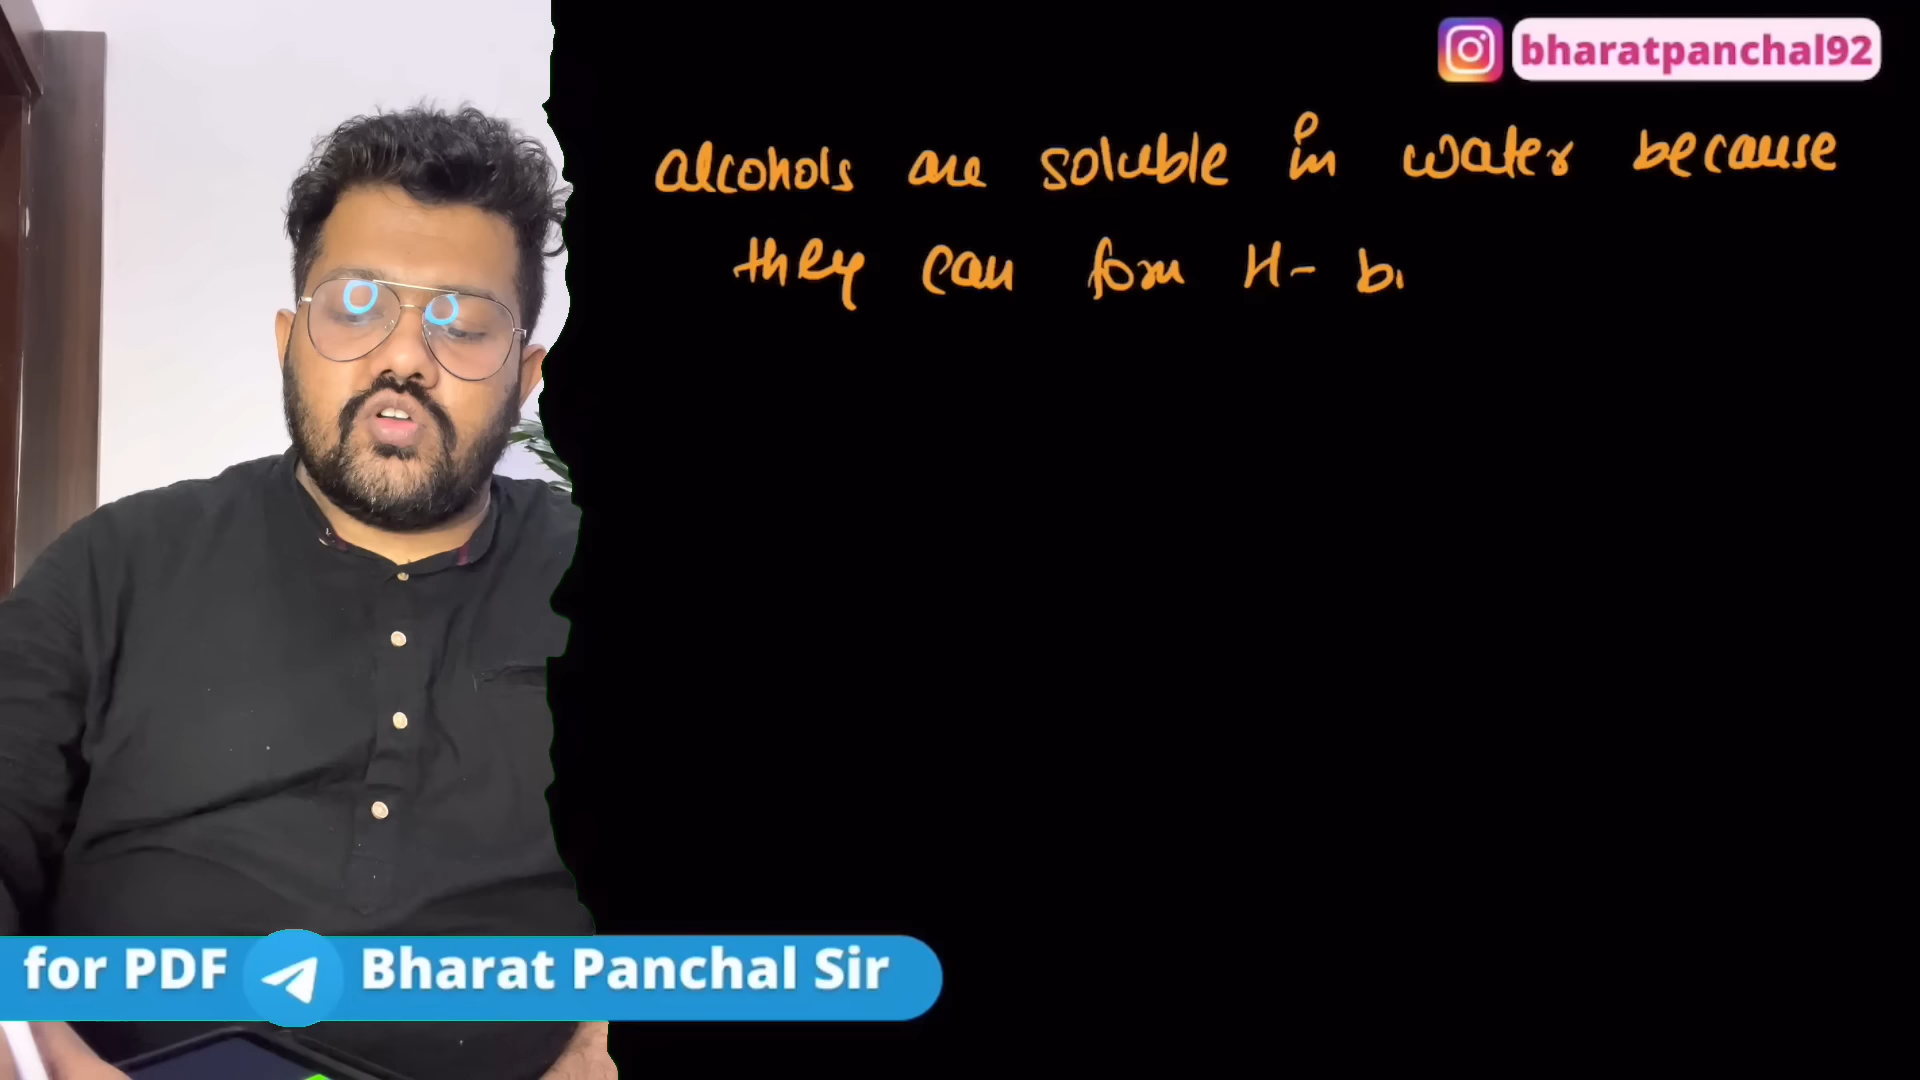 bharatpanchal92
alcohols are soluble in water because
they can form H-
for PDF Bharat Panchal Sir